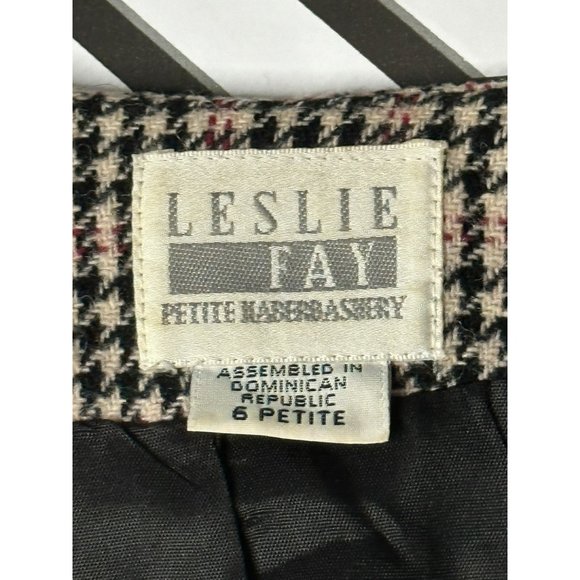 LESLIE
FAY
PETITE HABERDASHERY
ASSEMBLED IN
DOMINICAN
REPUBLIC
6 PETITE